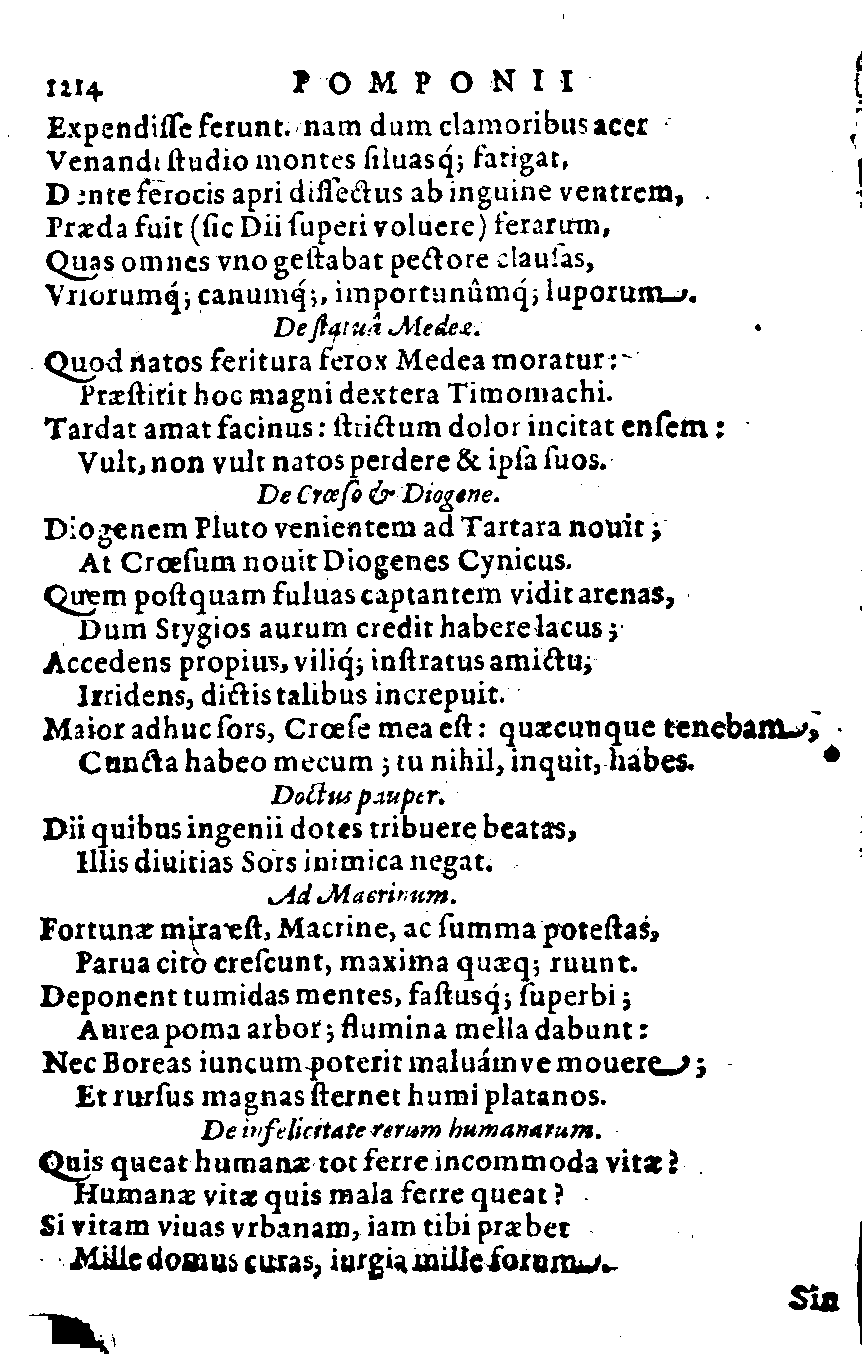 1214 POMPONII
Expendiſſe ferunt. nam dum clamoribus acer
Venandi ſtudio montes ſiluasq́; fatigat,
Dente ferocis apri diſſectus ab inguine ventrem,
Præda fuit (ſic Dii ſuperi voluere) ferarum,
Quas omnes vno geſtabat pectore clauſas,
Vrſorumq́; canumq́;, importunûmq́; luporum.
De ſtatuâ Medeæ.
Quod natos feritura ferox Medea moratur:
Præſtitit hoc magni dextera Timomachi.
Tardat amat facinus: ſtrictum dolor incitat enſem:
Vult, non vult natos perdere & ipſa ſuos.
De Crœſo & Diogene.
Diogenem Pluto venientem ad Tartara nouit;
At Crœſum nouit Diogenes Cynicus.
Quem poſtquam fuluas captantem vidit arenas,
Dum Stygios aurum credit habere lacus;
Accedens propius, viliq́; inſtratus amictu;
Irridens, dictis talibus increpuit.
Maior adhuc ſors, Crœſe mea eſt: quæcunque tenebam,
Cuncta habeo mecum; tu nihil, inquit, habes.
Doctus pauper.
Dii quibus ingenii dotes tribuere beatas,
Illis diuitias Sors inimica negat.
Ad Macrinum.
Fortunæ mira eſt, Macrine, ac ſumma poteſtas,
Parua citò creſcunt, maxima quæq; ruunt.
Deponent tumidas mentes, faſtusq́; ſuperbi;
Aurea poma arbor; flumina mella dabunt:
Nec Boreas iuncum poterit maluámve mouere;
Et rurſus magnas ſternet humi platanos.
De infelicitate rerum humanarum.
Quis queat humanæ tot ferre incommoda vitæ?
Humanæ vitæ quis mala ferre queat?
Si vitam viuas vrbanam, iam tibi præbet
Mille domus curas, iurgia mille forum.
Sin